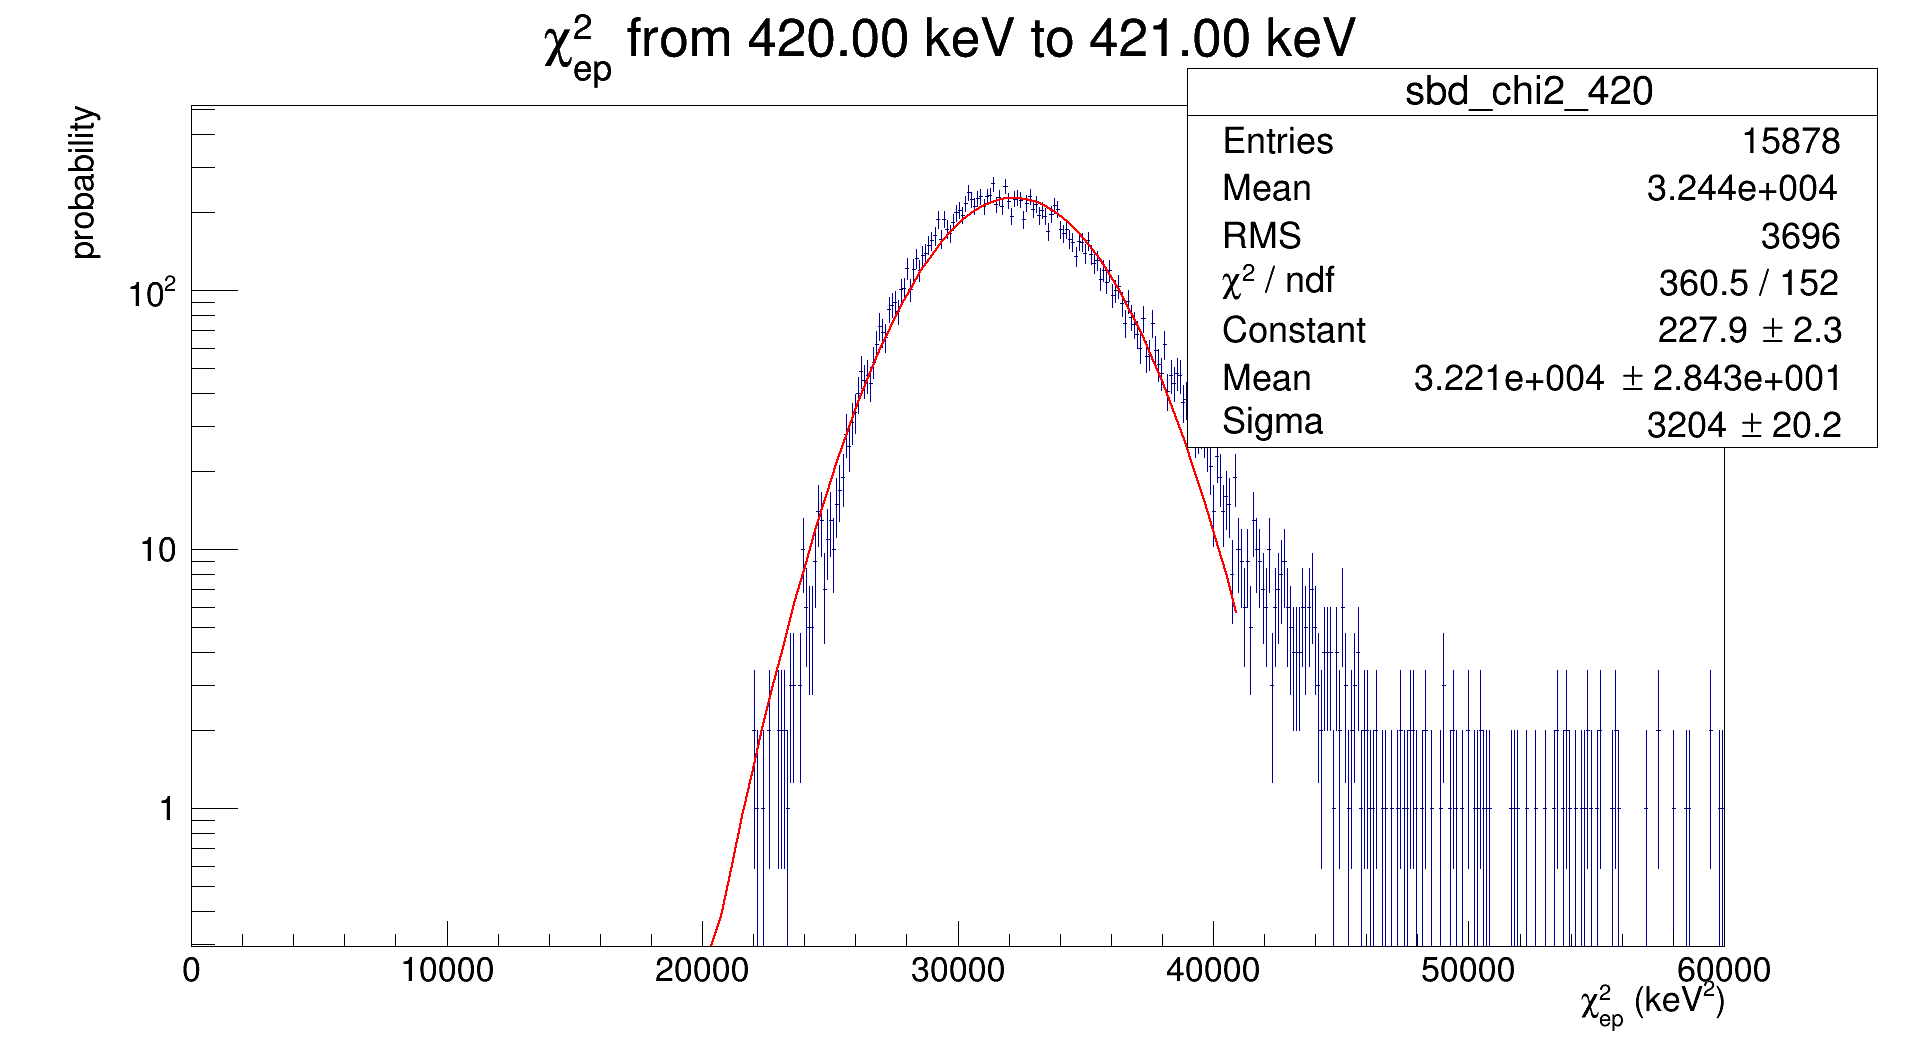 χ²ep from 420.00 keV to 421.00 keV
probability
sbd_chi2_420
Entries 15878
Mean 3.244e+004
RMS 3696
χ² / ndf 360.5 / 152
Constant 227.9 ± 2.3
Mean 3.221e+004 ± 2.843e+001
Sigma 3204 ± 20.2
10²
10
1
0 10000 20000 30000 40000 50000 60000
χ²ep (keV²)